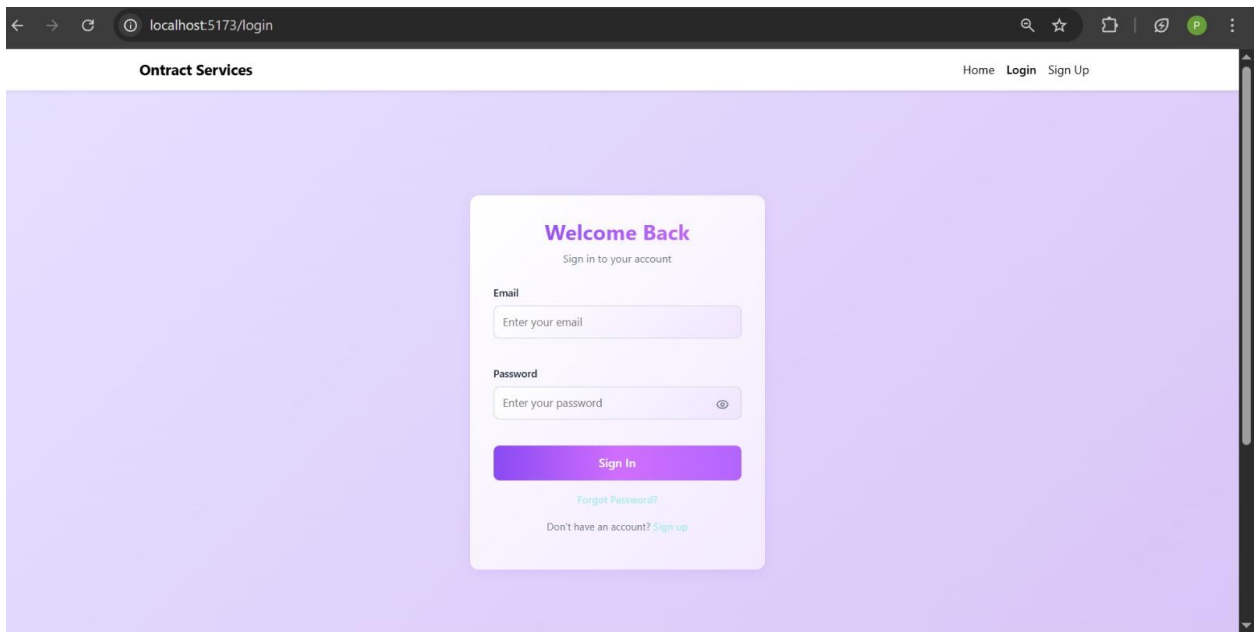 localhost:5173/login
P
Ontract Services
Home Login Sign Up
Welcome Back
Sign in to your account
Email
Enter your email
Password
Enter your password
Sign In
Forgot Password?
Don't have an account? Sign up